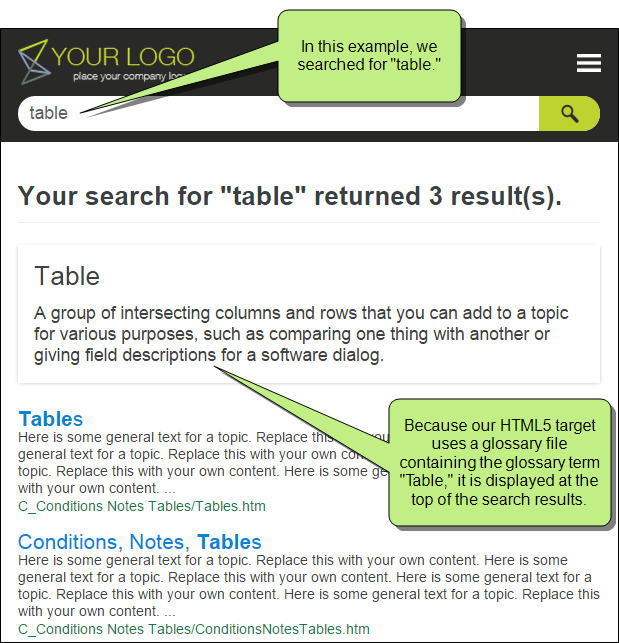 In this example, we
searched for "table."
YOUR LOGO
place your company logo
table
Your search for "table" returned 3 result(s).
Table
A group of intersecting columns and rows that you can add to a topic
for various purposes, such as comparing one thing with another or
giving field descriptions for a software dialog.
Tables
Here is some general text for a topic. Replace this
general text for a topic. Replace this with your own
topic. Replace this with your own content. Here is some
with your own content. ...
C_Conditions Notes Tables/Tables.htm
Because our HTML5 target
uses a glossary file
containing the glossary term
"Table," it is displayed at the
top of the search results.
Conditions, Notes, Tables
Here is some general text for a topic. Replace this with your own content. Here is some
general text for a topic. Replace this with your own content. Here is some general text for a
topic. Replace this with your own content. Here is some general text for a topic. Replace this
with your own content. ...
C_Conditions Notes Tables/ConditionsNotesTables.htm